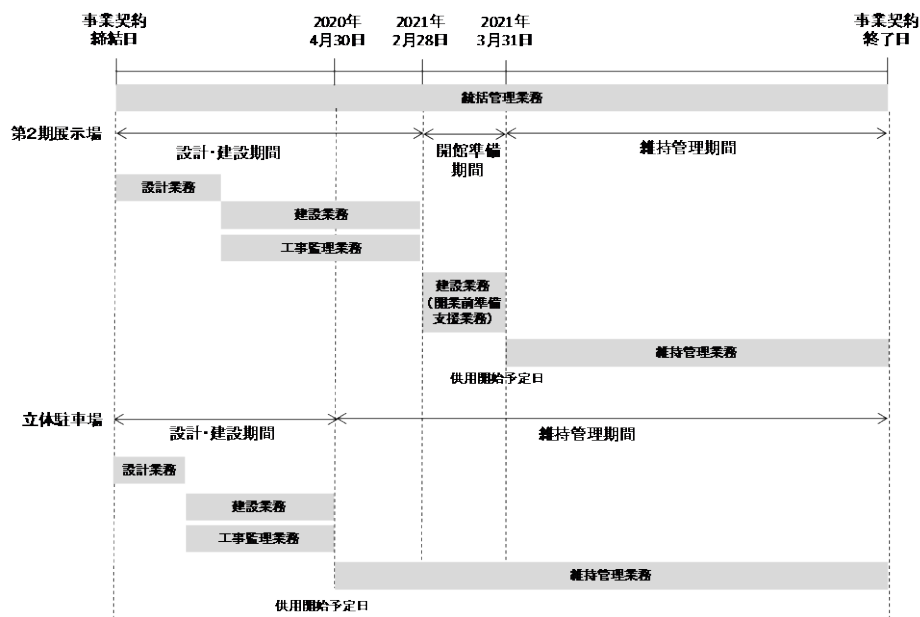 事業契約
締結日
2020年
4月30日
2021年
2月28日
2021年
3月31日
事業契約
終了日
統括管理業務
第2期展示場
設計・建設期間
開館準備
期間
維持管理期間
設計業務
建設業務
工事監理業務
建設業務
(開業前準備
支援業務)
維持管理業務
供用開始予定日
立体駐車場
設計・建設期間
維持管理期間
設計業務
建設業務
工事監理業務
維持管理業務
供用開始予定日